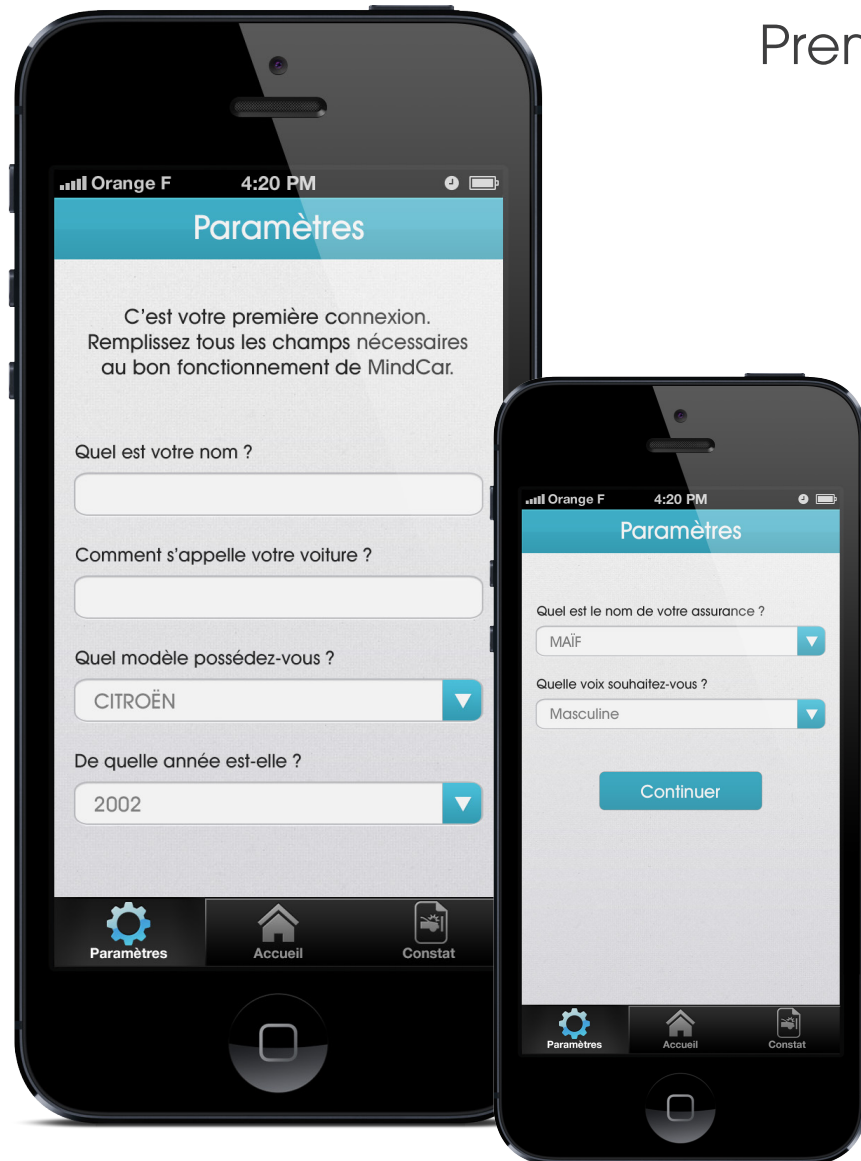 Pren
Orange F 4:20 PM
Paramètres
C'est votre première connexion.
Remplissez tous les champs nécessaires
au bon fonctionnement de MindCar.
Quel est votre nom ?
Comment s'appelle votre voiture ?
Quel modèle possédez-vous ?
CITROËN
De quelle année est-elle ?
2002
Paramètres Accueil Constat
Orange F 4:20 PM
Paramètres
Quel est le nom de votre assurance ?
MAÏF
Quelle voix souhaitez-vous ?
Masculine
Continuer
Paramètres Accueil Constat